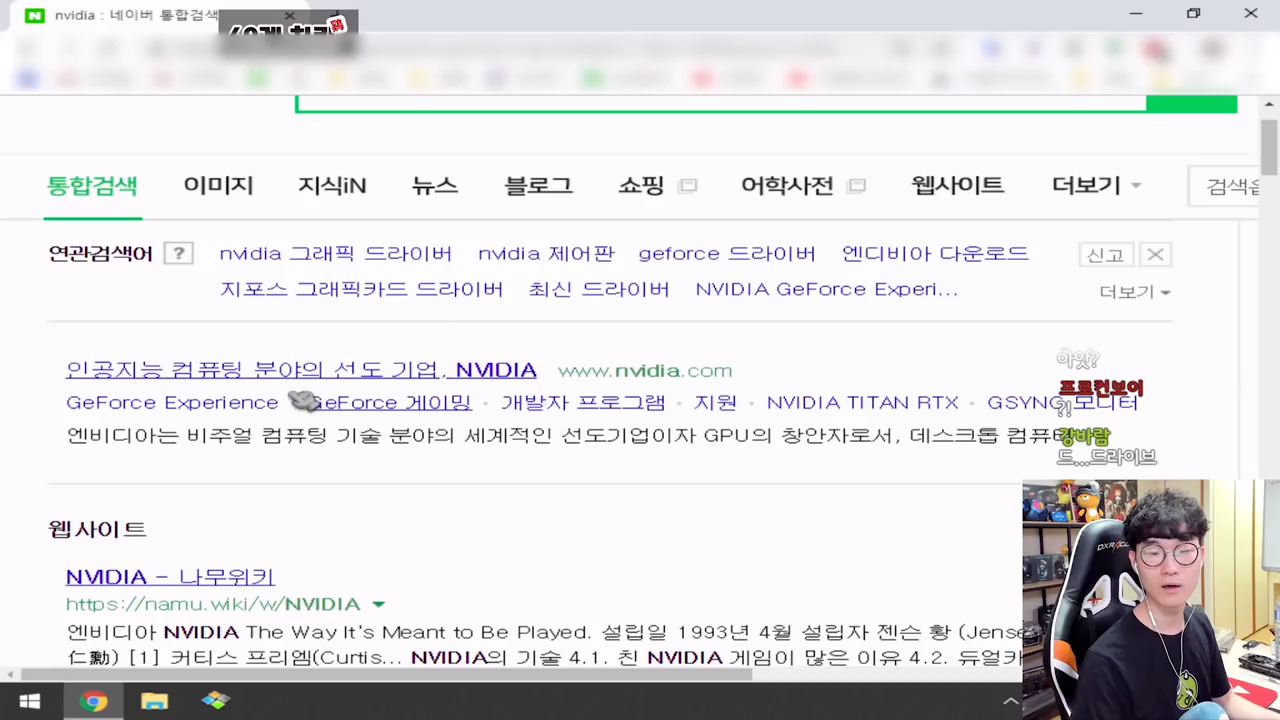 nvidia : 네이버 통합검색
통합검색 이미지 지식iN 뉴스 블로그 쇼핑 어학사전 웹사이트 더보기
연관검색어 ? nvidia 그래픽 드라이버 nvidia 제어판 geforce 드라이버 엔디비아 다운로드 신고
지포스 그래픽카드 드라이버 최신 드라이버 NVIDIA GeForce Experi... 더보기
인공지능 컴퓨팅 분야의 선도 기업, NVIDIA www.nvidia.com
GeForce Experience · GeForce 게이밍 · 개발자 프로그램 · 지원 · NVIDIA TITAN RTX · GSYNC 모니터
엔비디아는 비주얼 컴퓨팅 기술 분야의 세계적인 선도기업이자 GPU의 창안자로서, 데스크톱
아잇?
프로컨보이
?!
강바람
드...드라이브
웹사이트
NVIDIA - 나무위키
https://namu.wiki/w/NVIDIA
엔비디아 NVIDIA The Way It's Meant to Be Played. 설립일 1993년 4월 설립자 젠슨 황 (Jense
仁勳) [1] 커티스 프리엠(Curtis... NVIDIA의 기술 4.1. 친 NVIDIA 게임이 많은 이유 4.2.
DXRACER